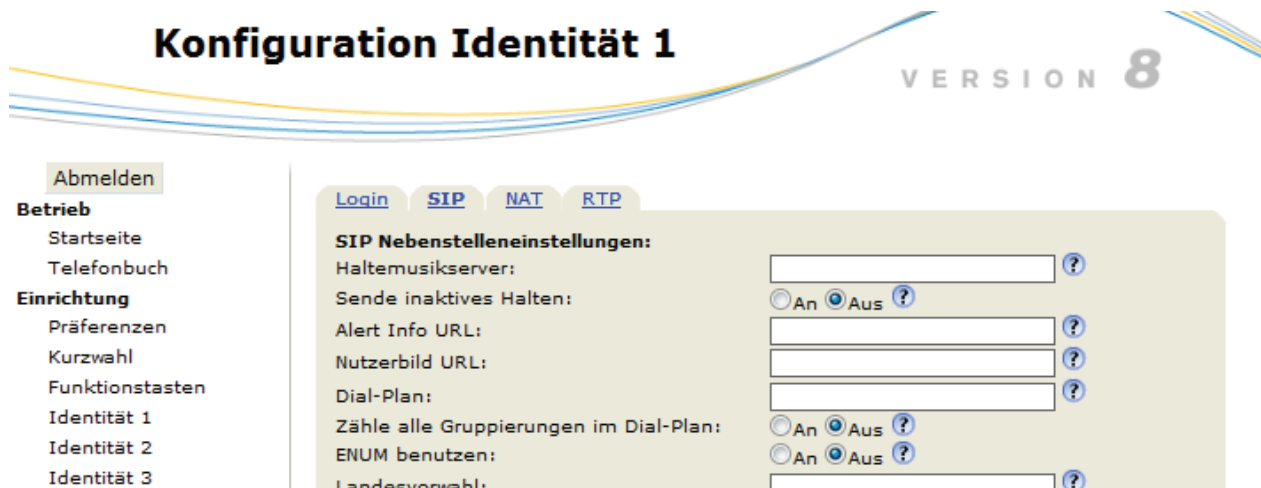 Konfiguration Identität 1
VERSION 8
Abmelden
Betrieb
Startseite
Telefonbuch
Einrichtung
Präferenzen
Kurzwahl
Funktionstasten
Identität 1
Identität 2
Identität 3
Login SIP NAT RTP
SIP Nebenstelleneinstellungen:
Haltemusikserver: ?
Sende inaktives Halten: An Aus ?
Alert Info URL: ?
Nutzerbild URL: ?
Dial-Plan: ?
Zähle alle Gruppierungen im Dial-Plan: An Aus ?
ENUM benutzen: An Aus ?
Landesvorwahl: ?